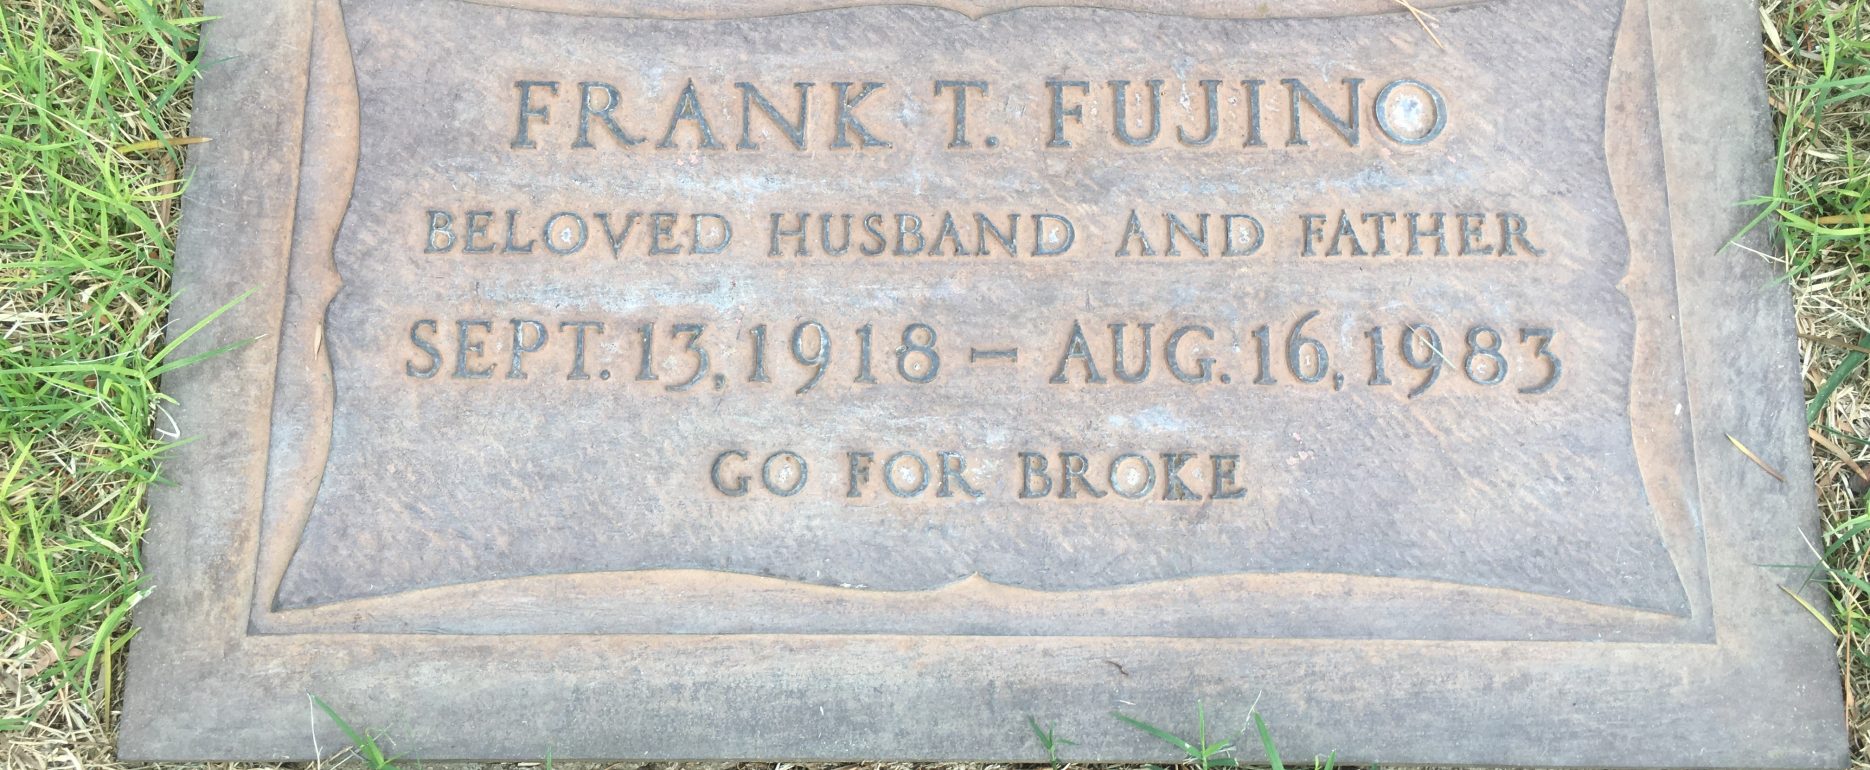 FRANK T. FUJINO
BELOVED HUSBAND AND FATHER
SEPT. 13, 1918 – AUG. 16, 1983
GO FOR BROKE